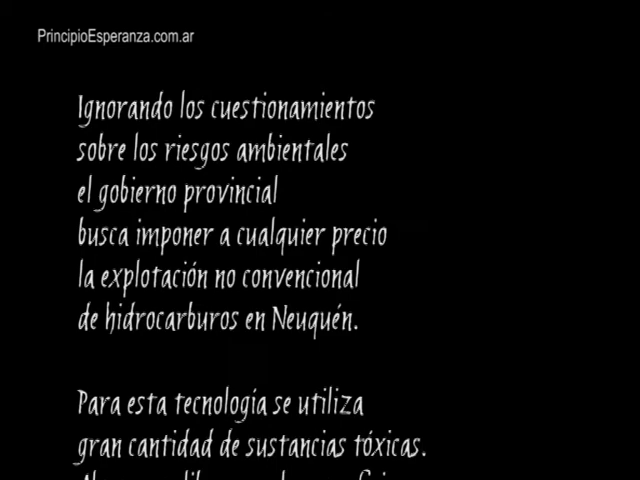 PrincipioEsperanza.com.ar
Ignorando los cuestionamientos
sobre los riesgos ambientales
el gobierno provincial
busca imponer a cualquier precio
la explotación no convencional
de hidrocarburos en Neuquén.
Para esta tecnología se utiliza
gran cantidad de sustancias tóxicas.